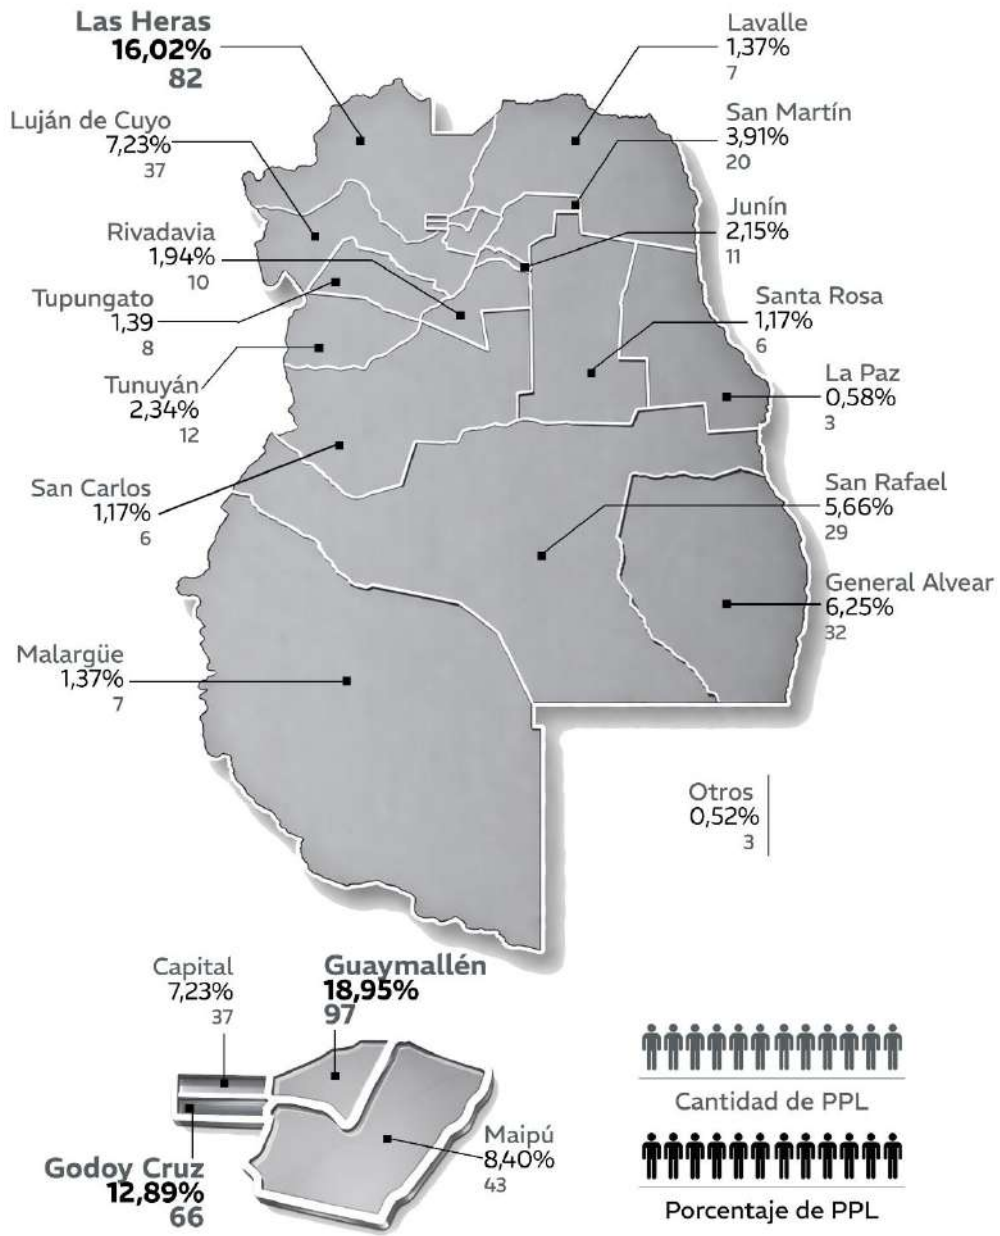 Las Heras
16,02%
82
Lavalle
1,37%
7
Luján de Cuyo
7,23%
37
San Martín
3,91%
20
Rivadavia
1,94%
10
Junín
2,15%
11
Tupungato
1,39
8
Santa Rosa
1,17%
6
Tunuyán
2,34%
12
La Paz
0,58%
3
San Carlos
1,17%
6
San Rafael
5,66%
29
General Alvear
6,25%
32
Malargüe
1,37%
7
Otros
0,52%
3
Capital
7,23%
37
Guaymallén
18,95%
97
Godoy Cruz
12,89%
66
Maipú
8,40%
43
Cantidad de PPL
Porcentaje de PPL